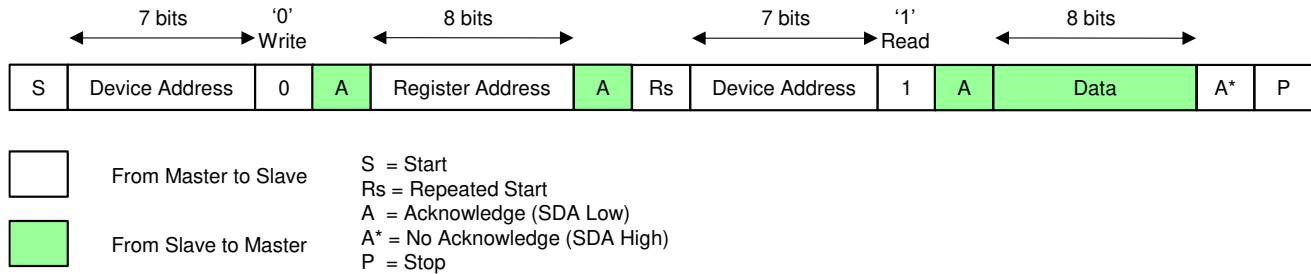 7 bits ‘0’ 8 bits 7 bits ‘1’ 8 bits
Write Read
S Device Address 0 A Register Address A Rs Device Address 1 A Data A* P
From Master to Slave
From Slave to Master
S = Start
Rs = Repeated Start
A = Acknowledge (SDA Low)
A* = No Acknowledge (SDA High)
P = Stop